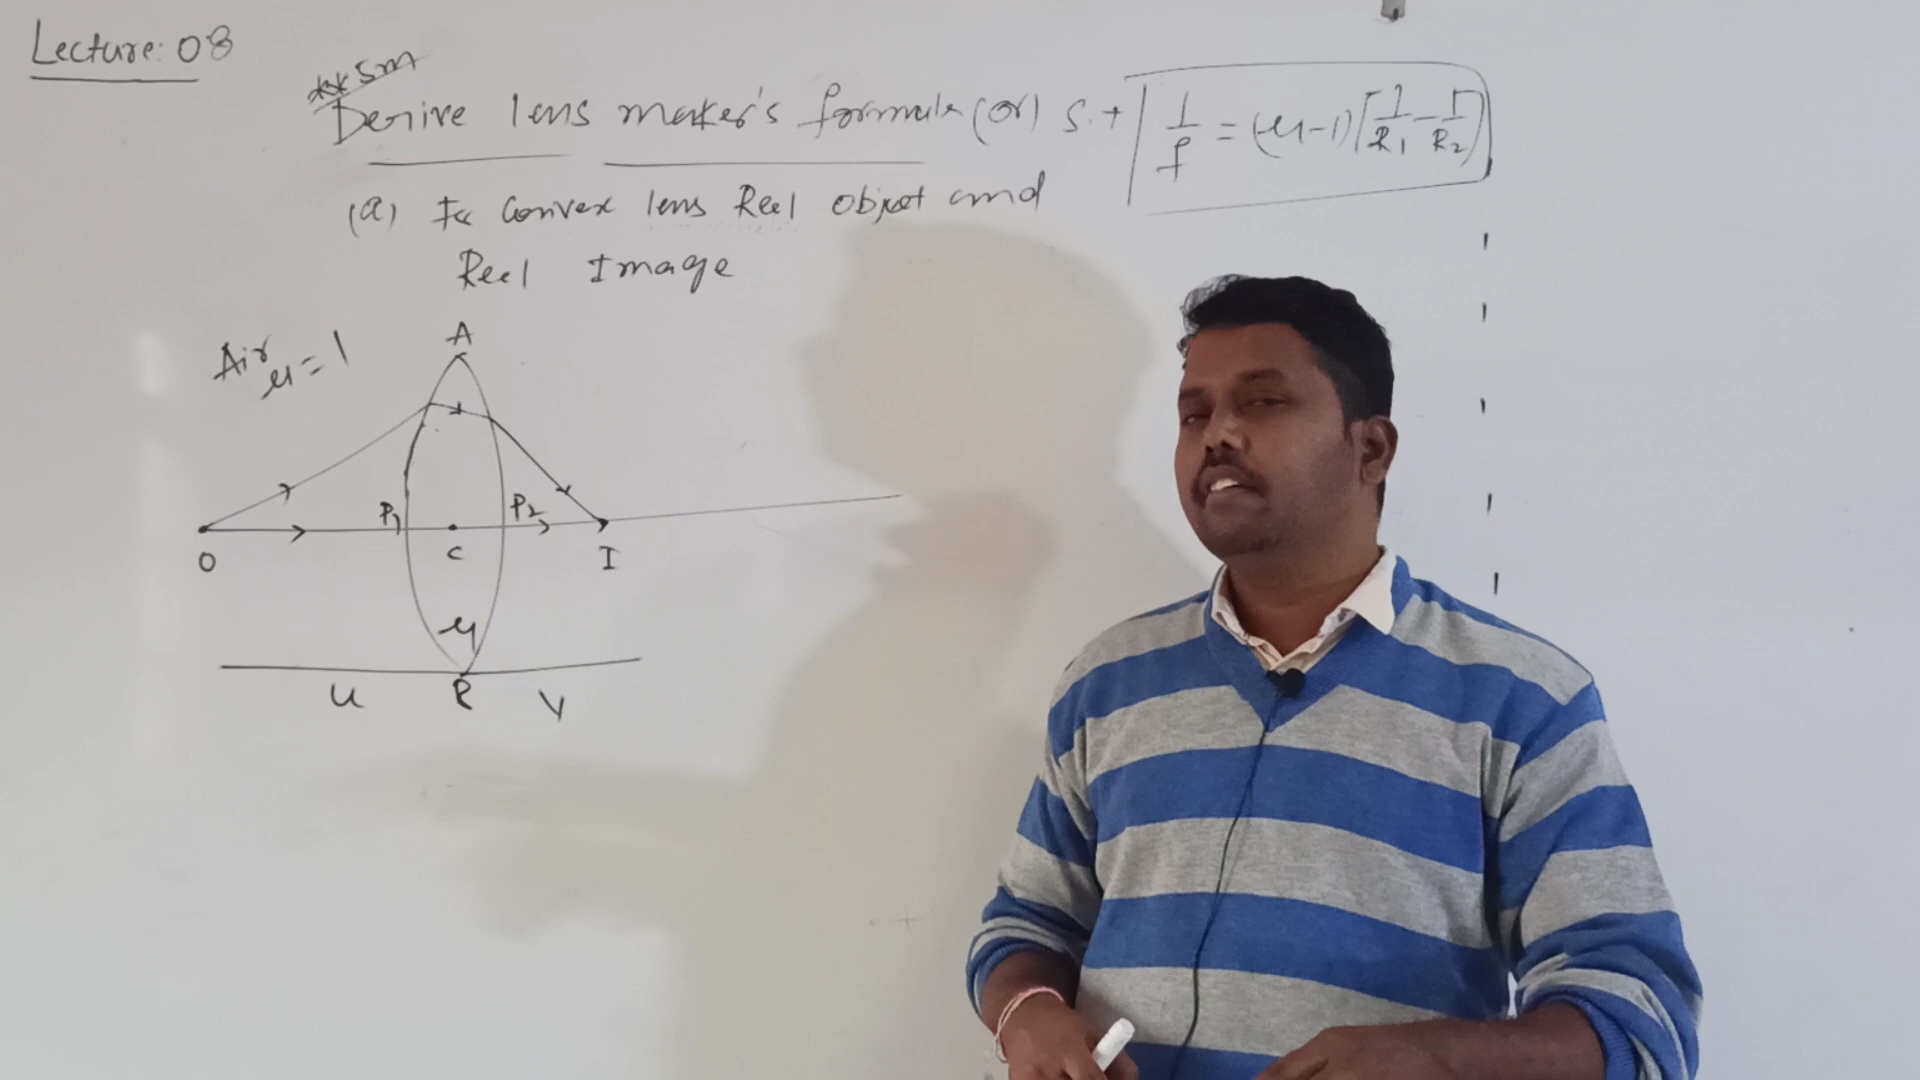 Lecture: 08
** 5m
Derive lens maker's formula (or) S.t 1/f = (μ-1) [1/R1 - 1/R2]
(a) For Convex lens Real Object and
Real Image
Air μ = 1
A
P1
P2
O
C
I
μ
u
R
v